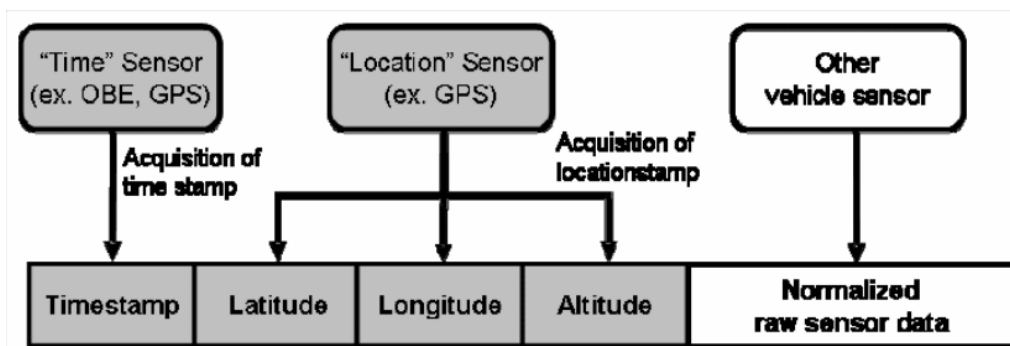 “Time” Sensor
(ex. OBE, GPS)
“Location” Sensor
(ex. GPS)
Other
vehicle sensor
Acquisition of
time stamp
Acquisition of
locationstamp
Timestamp
Latitude
Longitude
Altitude
Normalized
raw sensor data